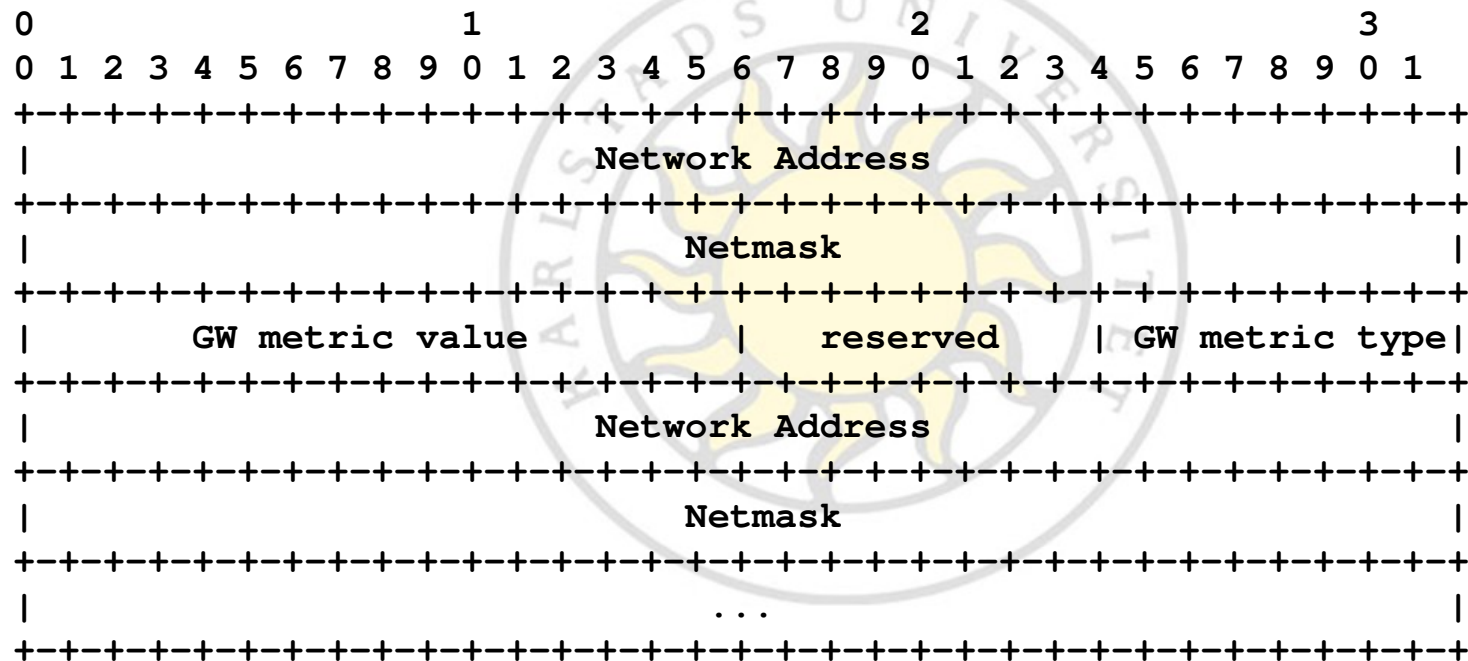 0                   1                   2                   3
0 1 2 3 4 5 6 7 8 9 0 1 2 3 4 5 6 7 8 9 0 1 2 3 4 5 6 7 8 9 0 1
+-+-+-+-+-+-+-+-+-+-+-+-+-+-+-+-+-+-+-+-+-+-+-+-+-+-+-+-+-+-+-+-+
| Network Address |
+-+-+-+-+-+-+-+-+-+-+-+-+-+-+-+-+-+-+-+-+-+-+-+-+-+-+-+-+-+-+-+-+
| Netmask |
+-+-+-+-+-+-+-+-+-+-+-+-+-+-+-+-+-+-+-+-+-+-+-+-+-+-+-+-+-+-+-+-+
| GW metric value | reserved | GW metric type|
+-+-+-+-+-+-+-+-+-+-+-+-+-+-+-+-+-+-+-+-+-+-+-+-+-+-+-+-+-+-+-+-+
| Network Address |
+-+-+-+-+-+-+-+-+-+-+-+-+-+-+-+-+-+-+-+-+-+-+-+-+-+-+-+-+-+-+-+-+
| Netmask |
+-+-+-+-+-+-+-+-+-+-+-+-+-+-+-+-+-+-+-+-+-+-+-+-+-+-+-+-+-+-+-+-+
| ... |
+-+-+-+-+-+-+-+-+-+-+-+-+-+-+-+-+-+-+-+-+-+-+-+-+-+-+-+-+-+-+-+-+
KARLSTADS UNIVERSITET